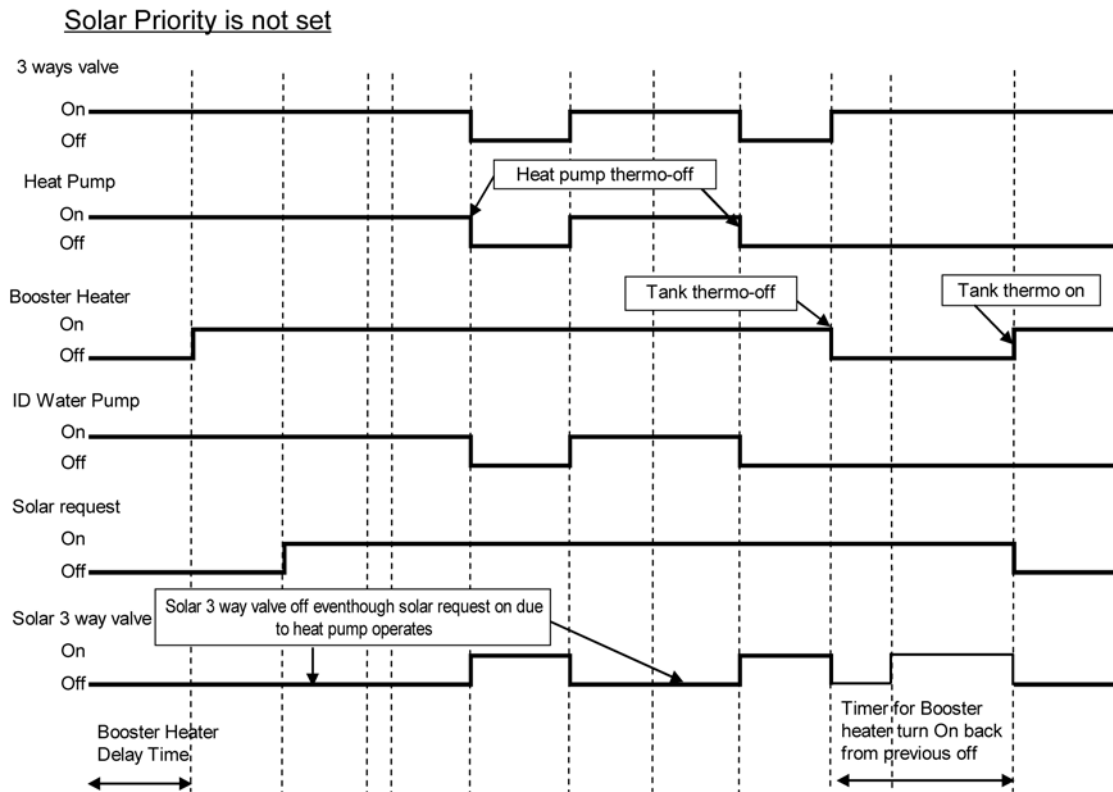 Solar Priority is not set
3 ways valve
On
Off
Heat Pump
Heat pump thermo-off
On
Off
Booster Heater
Tank thermo-off
Tank thermo on
On
Off
ID Water Pump
On
Off
Solar request
On
Off
Solar 3 way valve off eventhough solar request on due
to heat pump operates
Solar 3 way valve
On
Off
Booster Heater
Delay Time
Timer for Booster
heater turn On back
from previous off